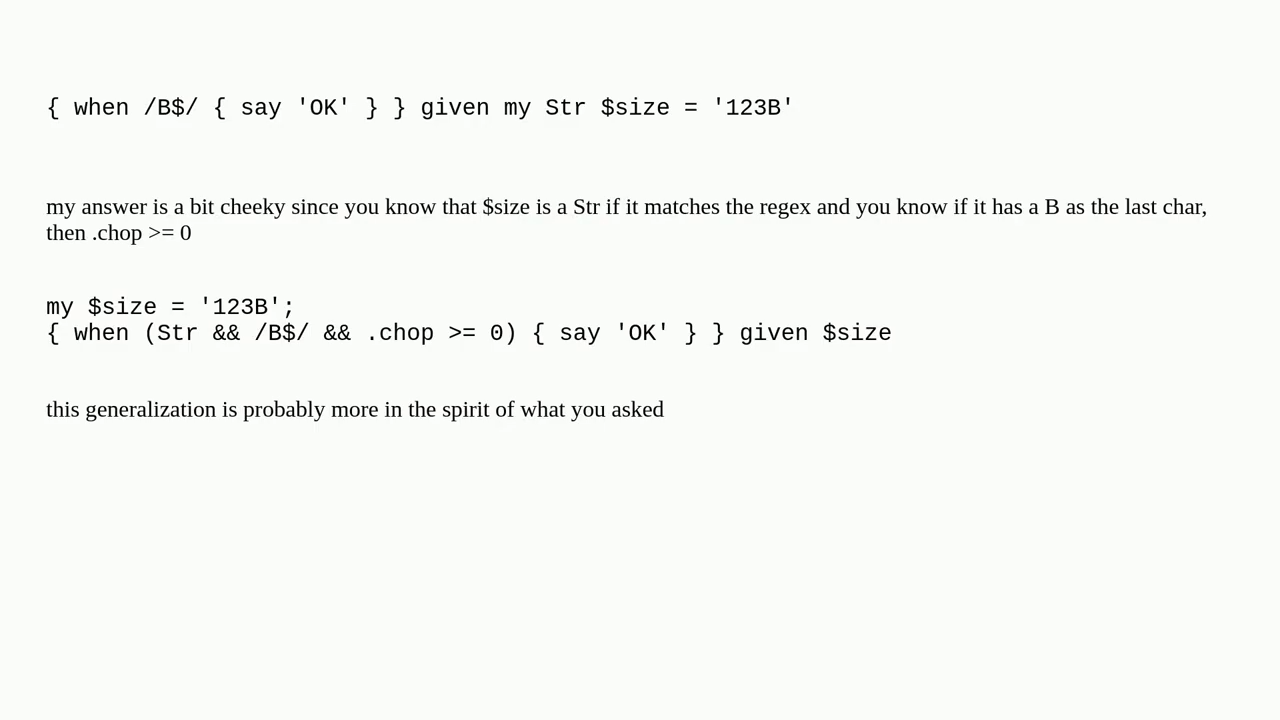 { when /B$/ { say 'OK' } } given my Str $size = '123B'
my answer is a bit cheeky since you know that $size is a Str if it matches the regex and you know if it has a B as the last char,
then .chop >= 0
my $size = '123B';
{ when (Str && /B$/ && .chop >= 0) { say 'OK' } } given $size
this generalization is probably more in the spirit of what you asked